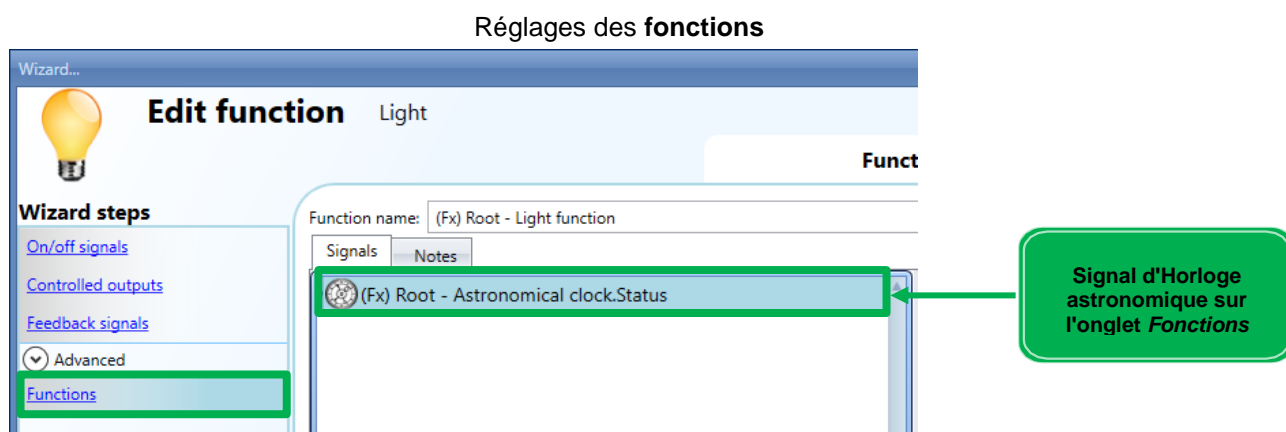 Réglages des fonctions
Wizard...
Edit function Light
Funct
Wizard steps
On/off signals
Controlled outputs
Feedback signals
Advanced
Functions
Function name: (Fx) Root - Light function
Signals Notes
(Fx) Root - Astronomical clock.Status
Signal d'Horloge
astronomique sur
l'onglet Fonctions